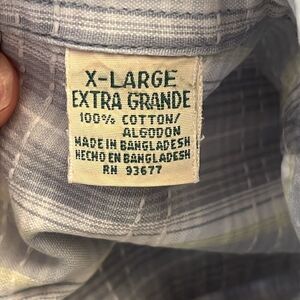 X-LARGE
EXTRA GRANDE
100% COTTON/
ALGODON
MADE IN BANGLADESH
HECHO EN BANGLADESH
RN 93677